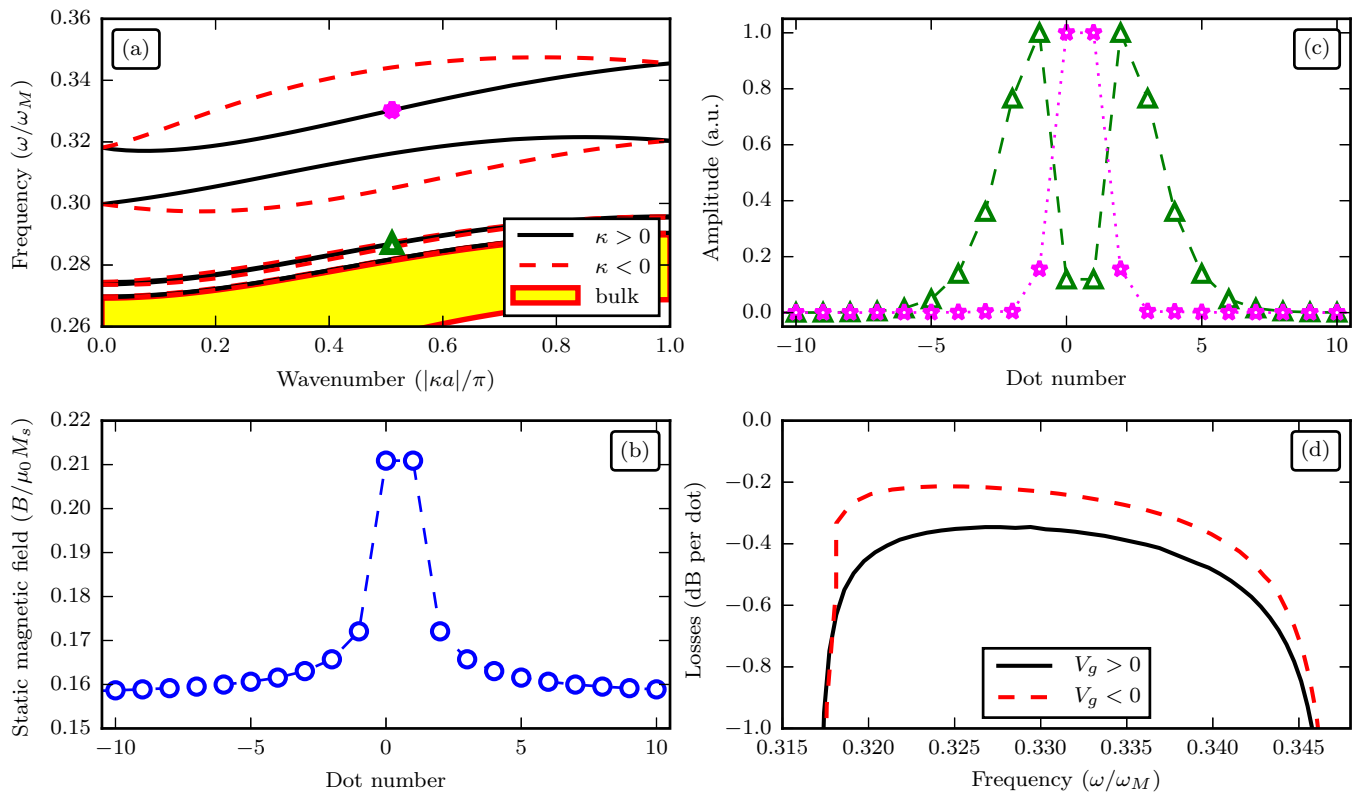 (a)
Frequency (ω/ω_M)
0.36
0.34
0.32
0.30
0.28
0.26
0.0
0.2
0.4
0.6
0.8
1.0
Wavenumber (|κa|/π)
κ > 0
κ < 0
bulk
(c)
Amplitude (a.u.)
1.0
0.8
0.6
0.4
0.2
0.0
−10
−5
0
5
10
Dot number
(b)
Static magnetic field (B/μ₀M_s)
0.22
0.21
0.20
0.19
0.18
0.17
0.16
0.15
−10
−5
0
5
10
Dot number
(d)
Losses (dB per dot)
0.0
−0.2
−0.4
−0.6
−0.8
−1.0
0.315
0.320
0.325
0.330
0.335
0.340
0.345
Frequency (ω/ω_M)
V_g > 0
V_g < 0